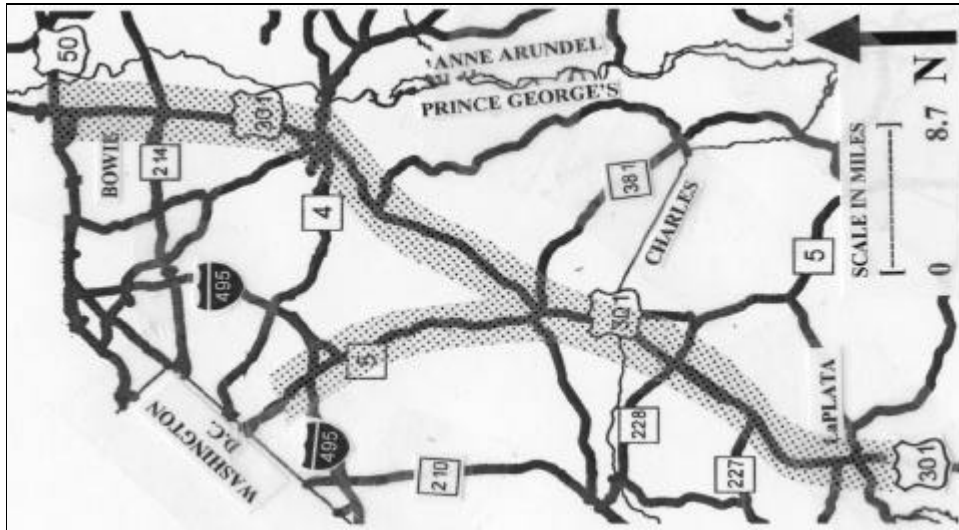 50
ANNE ARUNDEL
PRINCE GEORGE'S
301
BOWIE
214
4
495
5
WASHINGTON
D.C.
495
210
381
CHARLES
301
228
227
5
LaPLATA
301
N
SCALE IN MILES
0 8.7